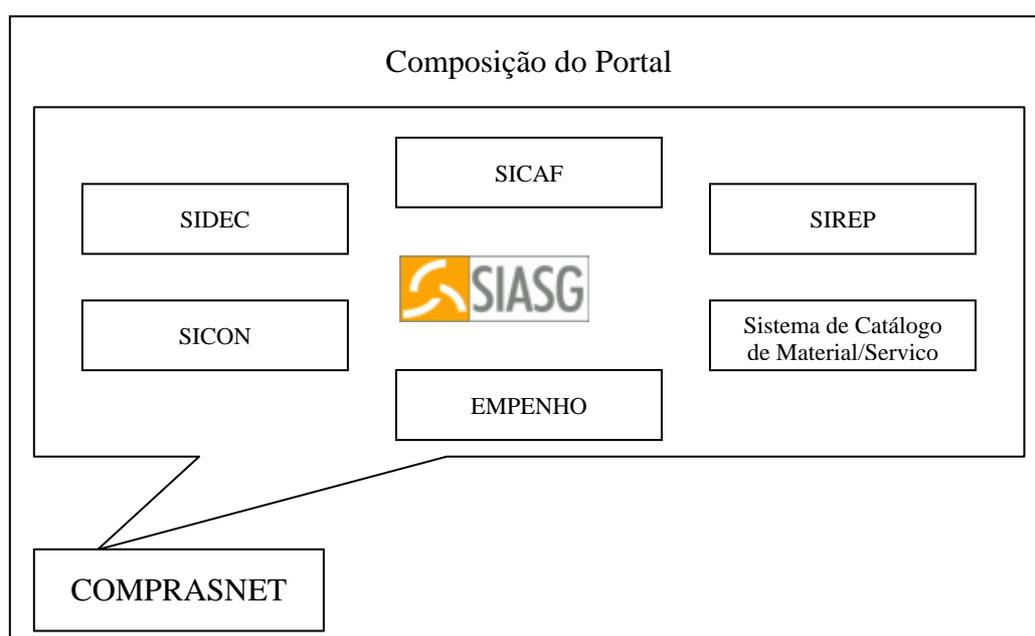 Composição do Portal
SICAF
SIDEC
SIREP
SIASG
SICON
Sistema de Catálogo
de Material/Servico
EMPENHO
COMPRASNET